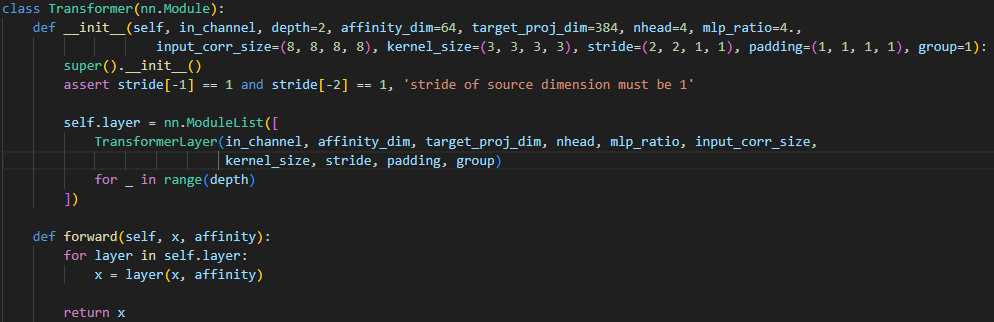 class Transformer(nn.Module):
    def __init__(self, in_channel, depth=2, affinity_dim=64, target_proj_dim=384, nhead=4, mlp_ratio=4.,
                    input_corr_size=(8, 8, 8, 8), kernel_size=(3, 3, 3, 3), stride=(2, 2, 1, 1), padding=(1, 1, 1, 1), group=1):
        super().__init__()
        assert stride[-1] == 1 and stride[-2] == 1, 'stride of source dimension must be 1'
        self.layer = nn.ModuleList([
            TransformerLayer(in_channel, affinity_dim, target_proj_dim, nhead, mlp_ratio, input_corr_size,
                             kernel_size, stride, padding, group)
            for _ in range(depth)
        ])
    def forward(self, x, affinity):
        for layer in self.layer:
            x = layer(x, affinity)
        return x